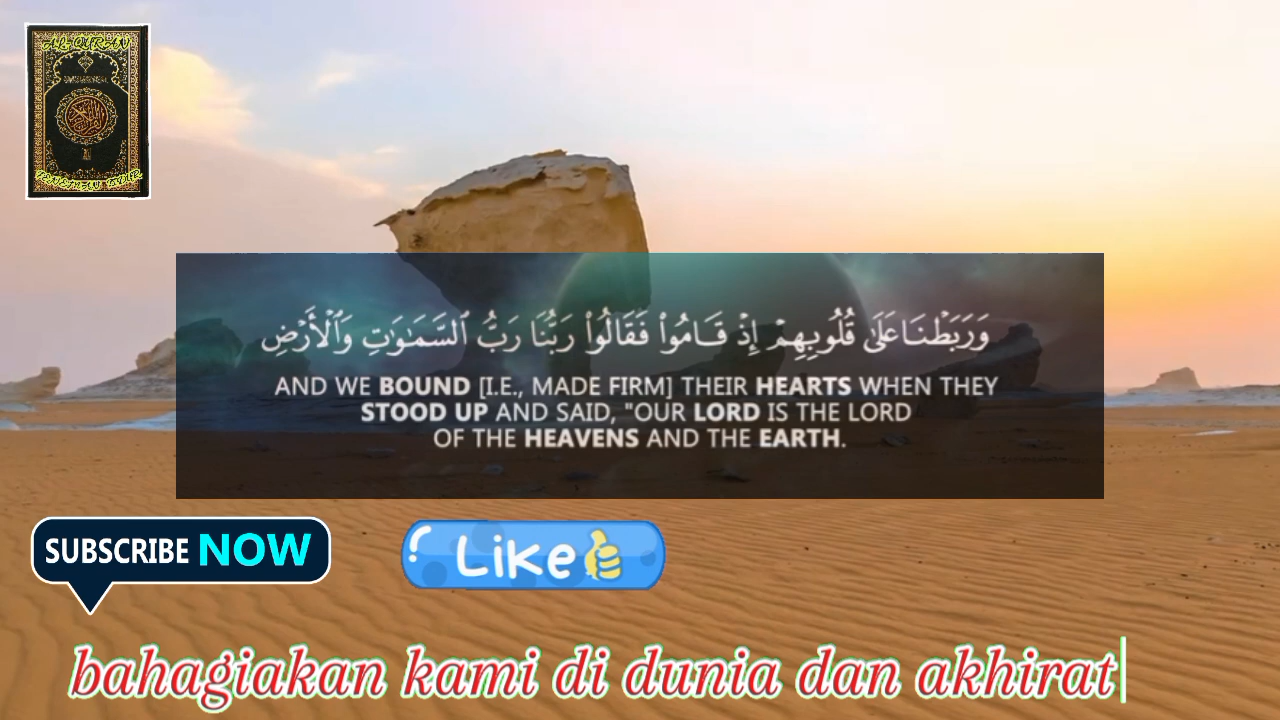 AL-QURAN
وَرَبَطْنَا عَلَىٰ قُلُوبِهِمْ إِذْ قَامُوا۟ فَقَالُوا۟ رَبُّنَا رَبُّ ٱلسَّمَـٰوَٰتِ وَٱلْأَرْضِ
AND WE BOUND [I.E., MADE FIRM] THEIR HEARTS WHEN THEY
STOOD UP AND SAID, "OUR LORD IS THE LORD
OF THE HEAVENS AND THE EARTH.
SUBSCRIBE NOW
Like
bahagiakan kami di dunia dan akhirat